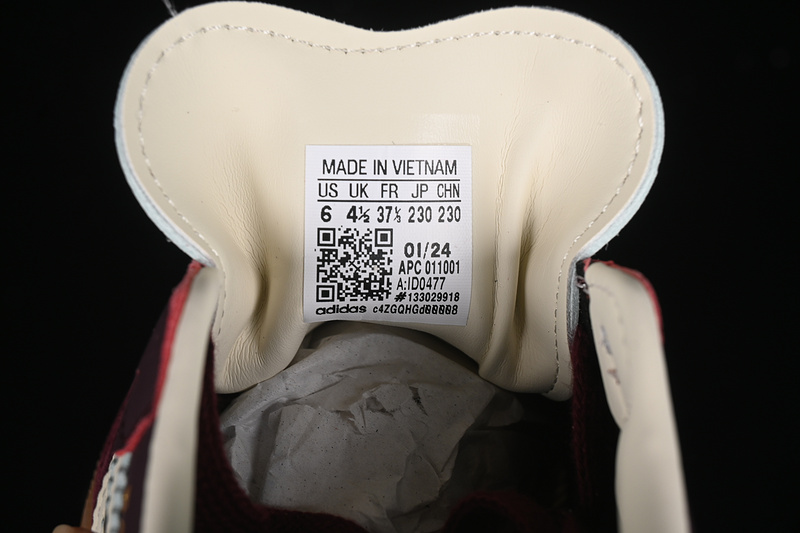 MADE IN VIETNAM
US UK FR JP CHN
6 4½ 37⅓ 230 230
01/24
APC 011001
A:ID0477
#133029918
adidas c4ZGQHGd00008